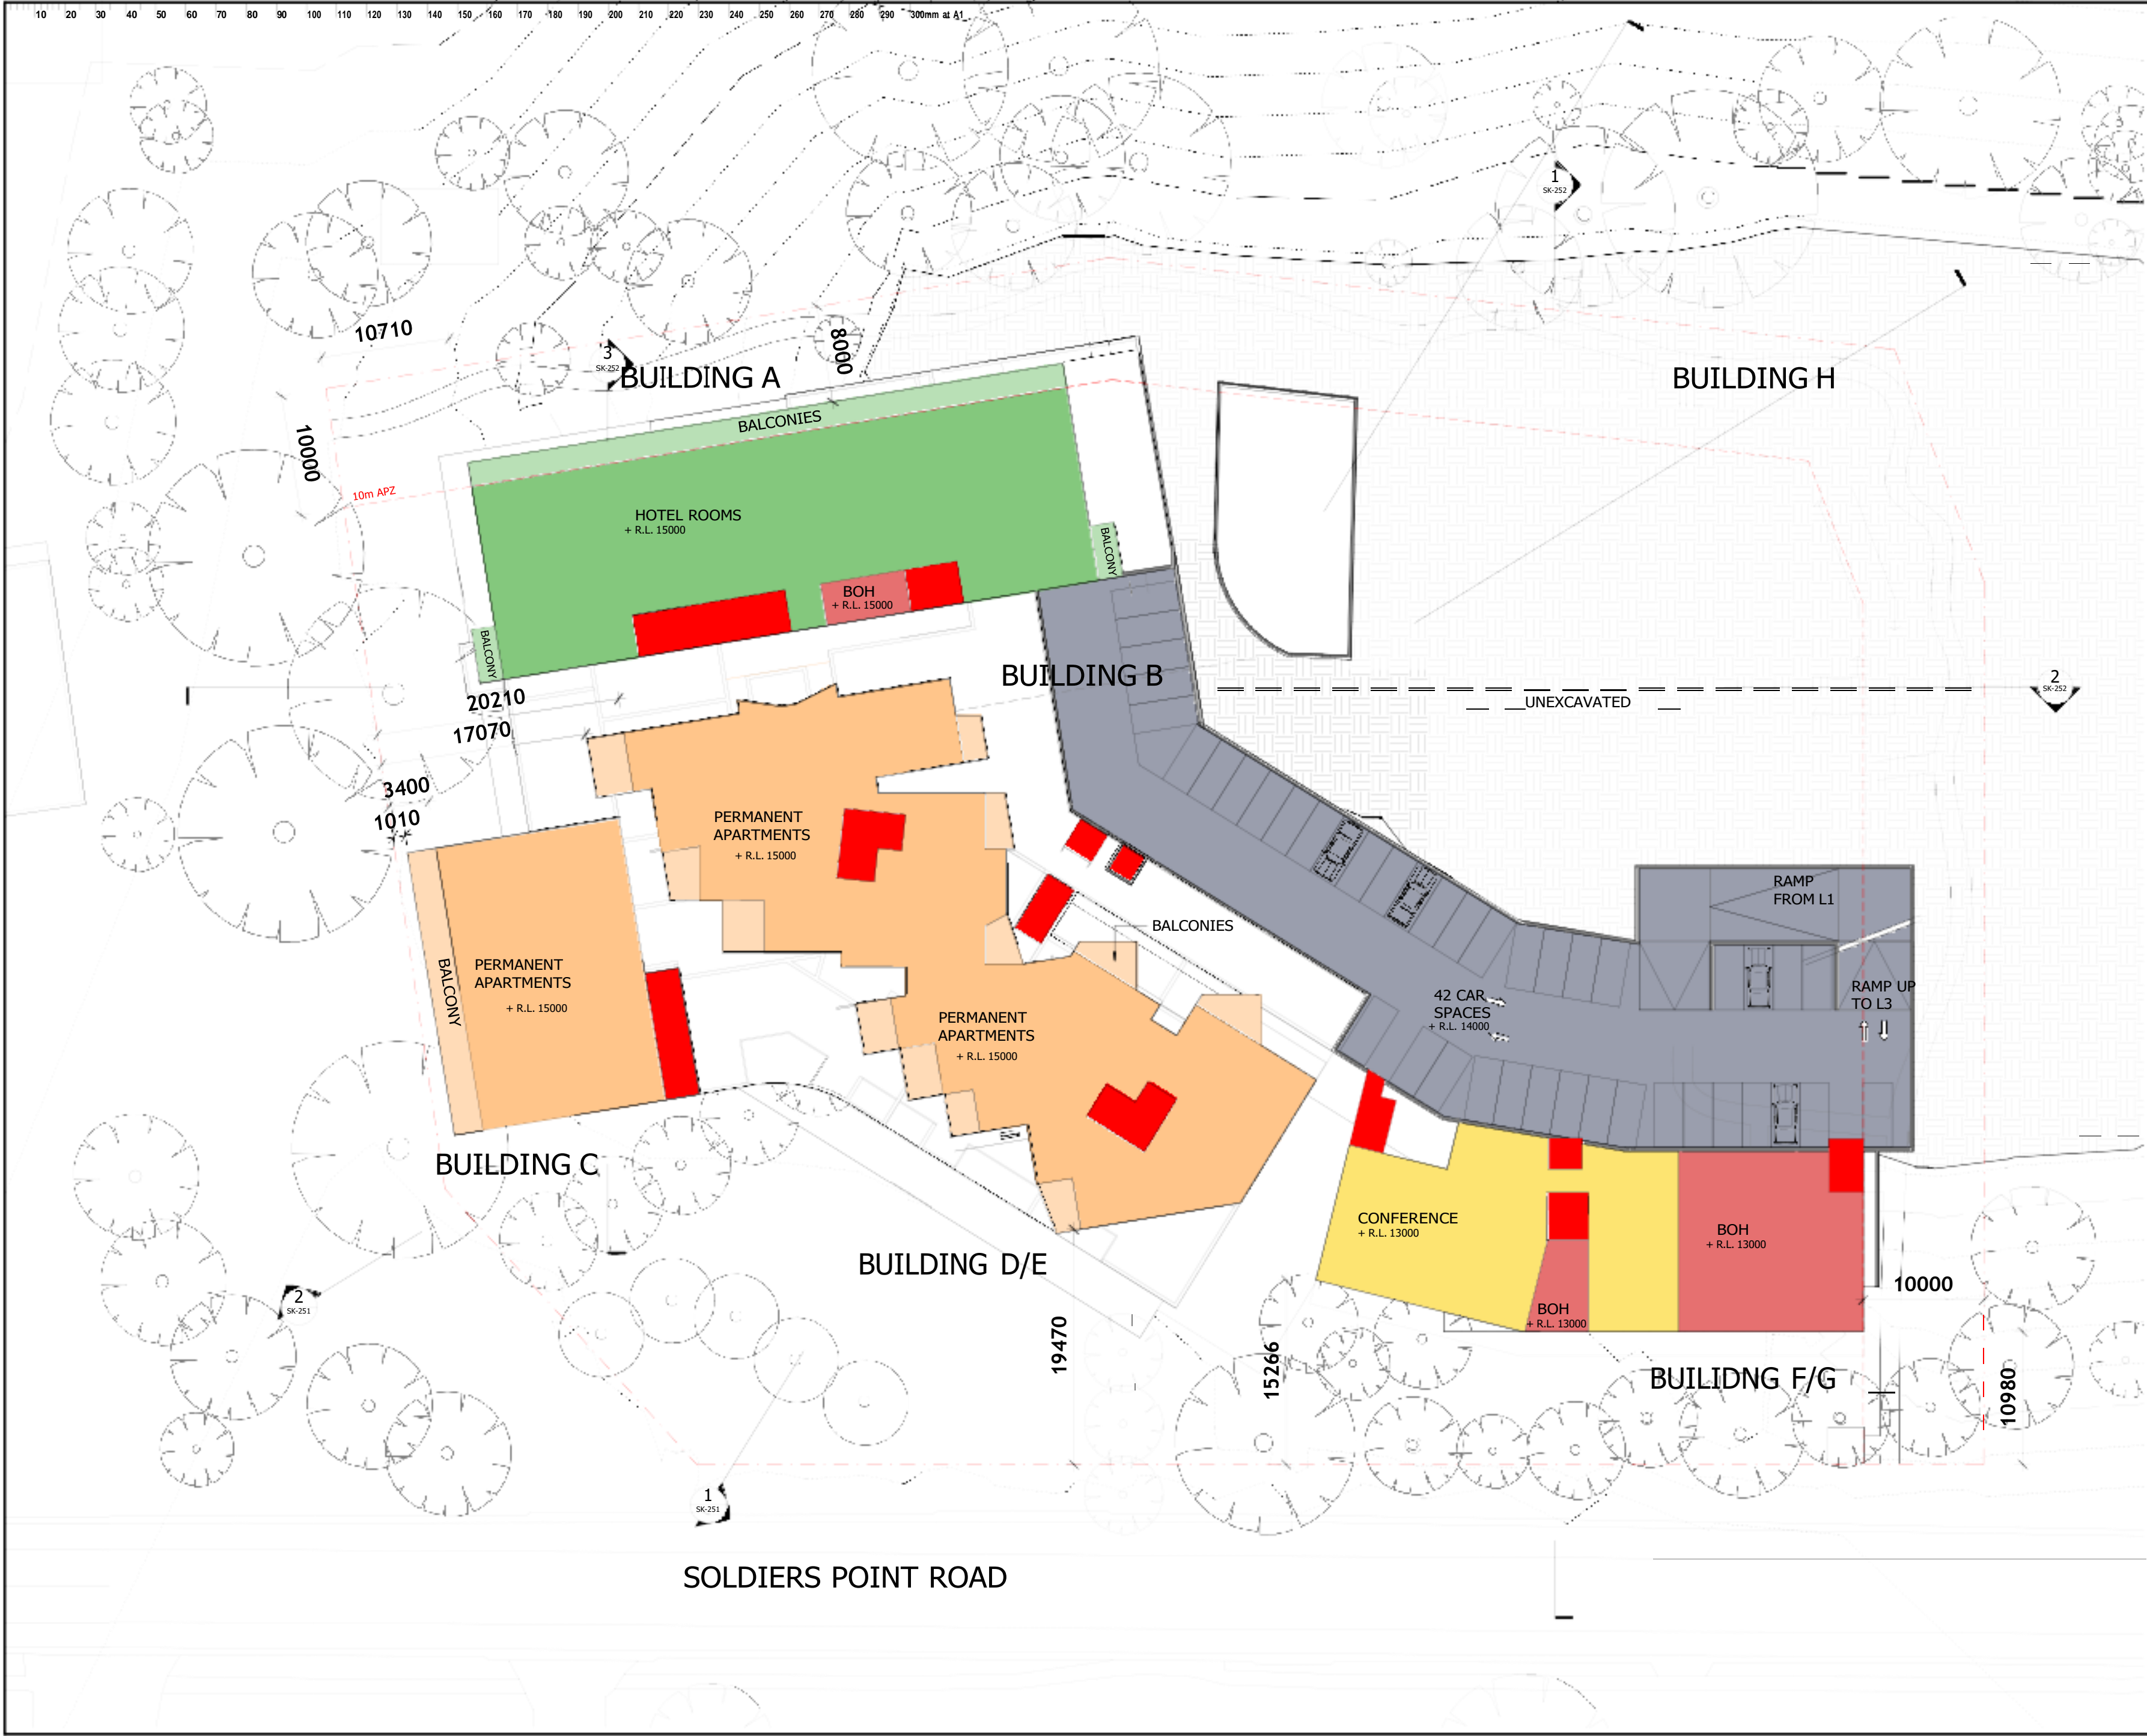 10 20 30 40 50 60 70 80 90 100 110 120 130 140 150 160 170 180 190 200 210 220 230 240 250 260 270 280 290 300mm at A1
1
SK-252
10710
8000
3
SK-252
BUILDING A
BUILDING H
BALCONIES
10000
10m APZ
HOTEL ROOMS
+ R.L. 15000
BALCONY
BOH
+ R.L. 15000
BALCONY
BUILDING B
20210
17070
2
SK-252
UNEXCAVATED
3400
1010
PERMANENT
APARTMENTS
+ R.L. 15000
RAMP
FROM L1
BALCONIES
BALCONY
PERMANENT
APARTMENTS
+ R.L. 15000
42 CAR
SPACES
+ R.L. 14000
RAMP UP
TO L3
PERMANENT
APARTMENTS
+ R.L. 15000
BUILDING C
CONFERENCE
+ R.L. 13000
BOH
+ R.L. 13000
BUILDING D/E
2
SK-251
10000
BOH
+ R.L. 13000
19470
15266
BUILIDNG F/G
10980
1
SK-251
SOLDIERS POINT ROAD